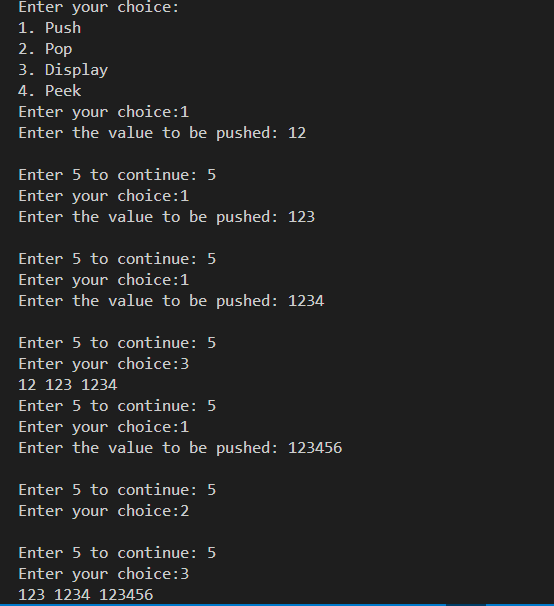 Enter your choice:
1. Push
2. Pop
3. Display
4. Peek
Enter your choice:1
Enter the value to be pushed: 12
Enter 5 to continue: 5
Enter your choice:1
Enter the value to be pushed: 123
Enter 5 to continue: 5
Enter your choice:1
Enter the value to be pushed: 1234
Enter 5 to continue: 5
Enter your choice:3
12 123 1234
Enter 5 to continue: 5
Enter your choice:1
Enter the value to be pushed: 123456
Enter 5 to continue: 5
Enter your choice:2
Enter 5 to continue: 5
Enter your choice:3
123 1234 123456